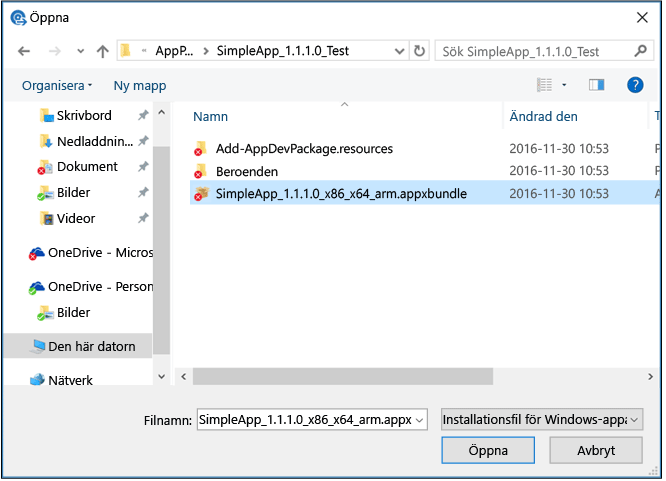 Öppna
« AppP... > SimpleApp_1.1.1.0_Test
Sök SimpleApp_1.1.1.0_Test
Organisera
Ny mapp
?
Skrivbord
Nedladdnin...
Dokument
Bilder
Videor
OneDrive - Micros
OneDrive - Person
Bilder
Den här datorn
Nätverk
Namn Ändrad den T
Add-AppDevPackage.resources 2016-11-30 10:53
Beroenden 2016-11-30 10:53
SimpleApp_1.1.1.0_x86_x64_arm.appxbundle 2016-11-30 10:53 A
Filnamn: SimpleApp_1.1.1.0_x86_x64_arm.appx
Installationsfil för Windows-appa
Öppna Avbryt